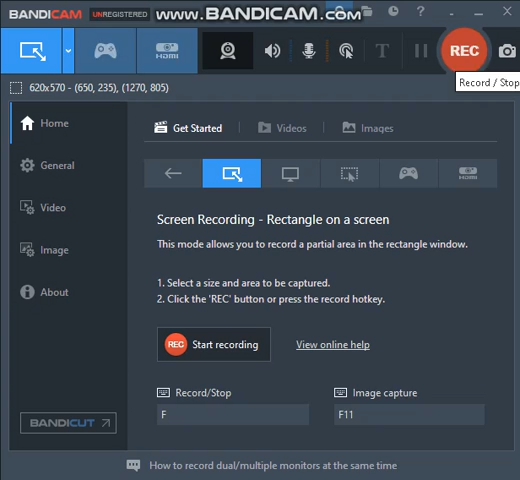 BANDICAM UNREGISTERED www.BANDICAM.com
HDMI
T
REC
Record / Stop
620x570 - (650, 235), (1270, 805)
Home
General
Video
Image
About
BANDICUT
Get Started
Videos
Images
HDMI
Screen Recording - Rectangle on a screen
This mode allows you to record a partial area in the rectangle window.
1. Select a size and area to be captured.
2. Click the 'REC' button or press the record hotkey.
REC Start recording
View online help
Record/Stop
Image capture
F
F11
How to record dual/multiple monitors at the same time